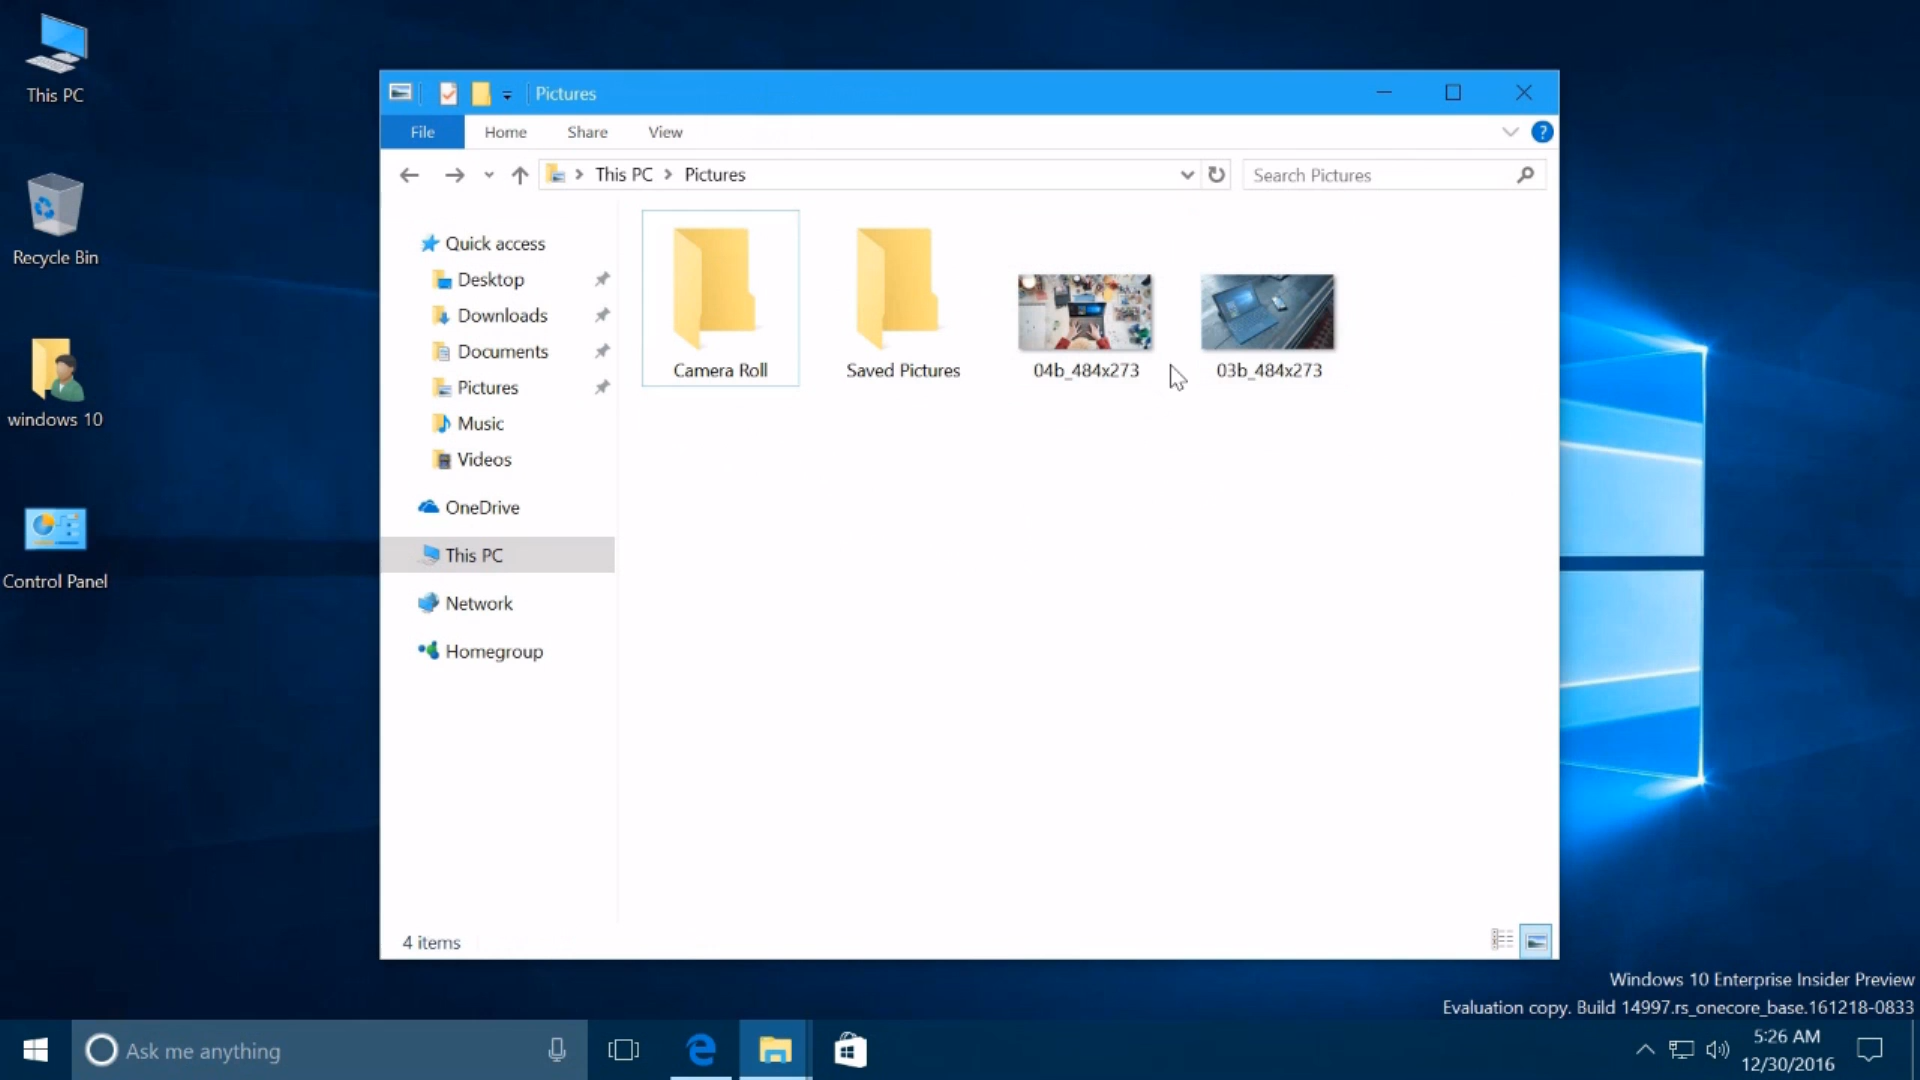 This PC
Recycle Bin
windows 10
Control Panel
Pictures
File Home Share View
?
This PC Pictures
Search Pictures
Quick access
Desktop
Downloads
Documents
Pictures
Music
Videos
OneDrive
This PC
Network
Homegroup
Camera Roll
Saved Pictures
04b_484x273
03b_484x273
4 items
Windows 10 Enterprise Insider Preview
Evaluation copy. Build 14997.rs_onecore_base.161218-0833
Ask me anything
5:26 AM
12/30/2016